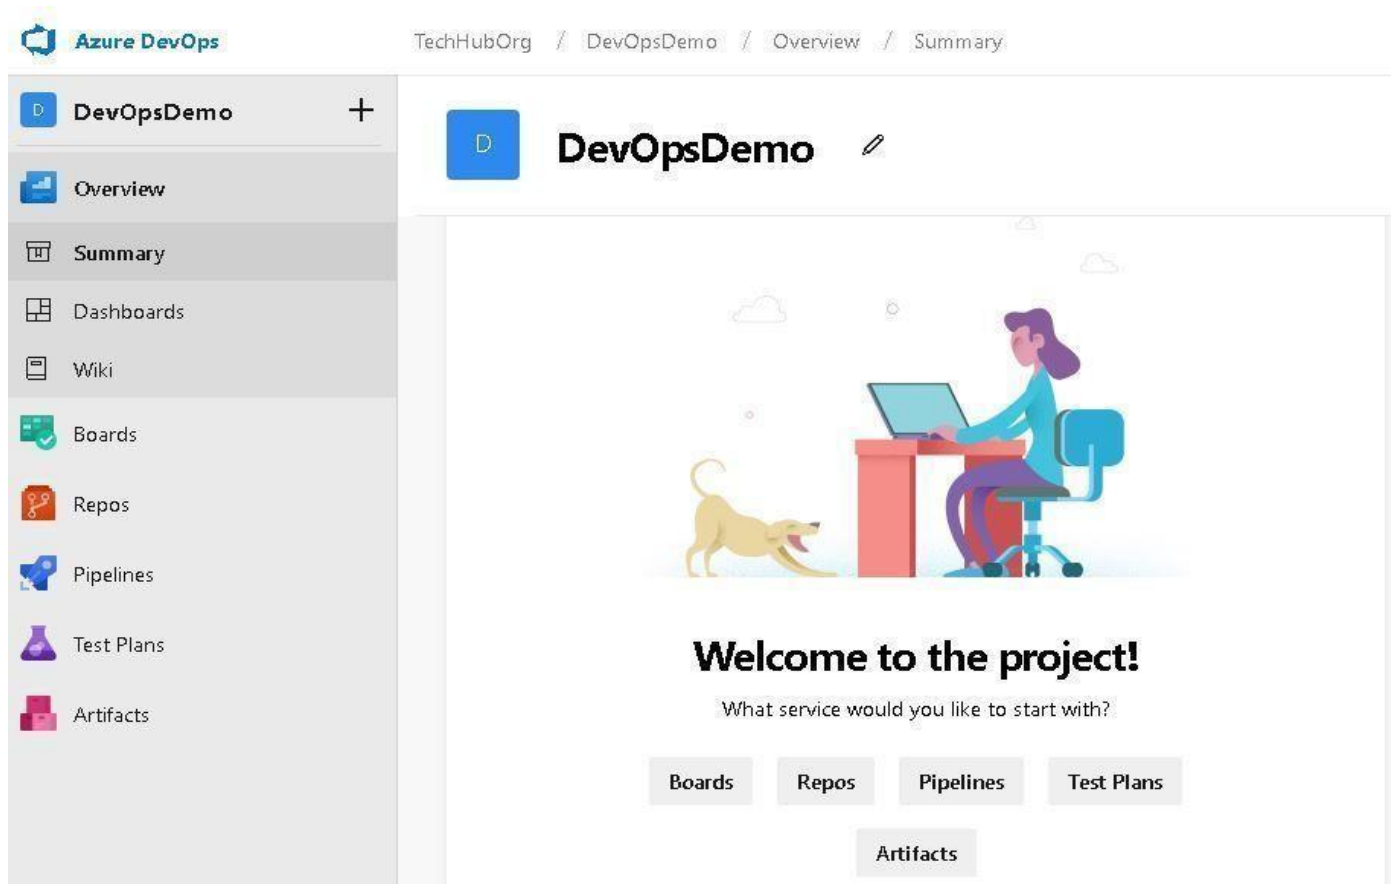 Azure DevOps
TechHubOrg / DevOpsDemo / Overview / Summary
D DevOpsDemo +
Overview
Summary
Dashboards
Wiki
Boards
Repos
Pipelines
Test Plans
Artifacts
D DevOpsDemo
Welcome to the project!
What service would you like to start with?
Boards Repos Pipelines Test Plans
Artifacts